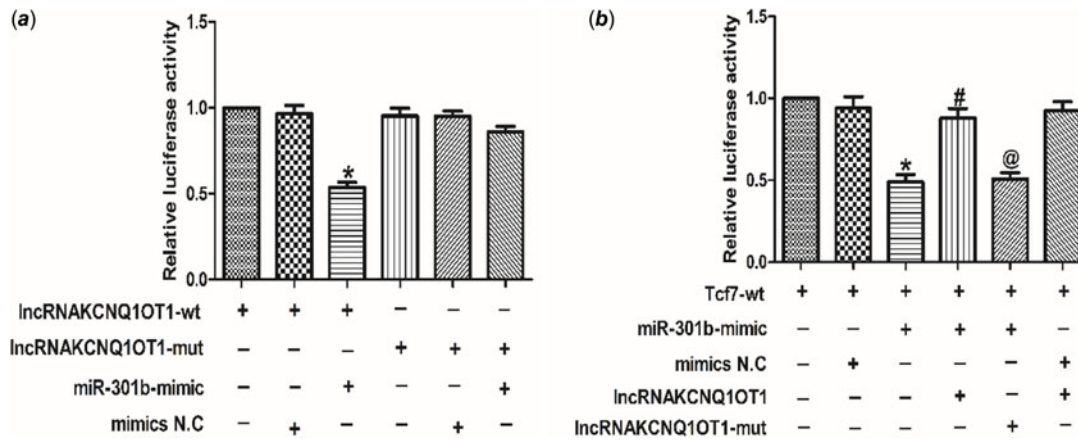 (a)
Relative luciferase activity
1.5
1.0
0.5
0.0
*
lncRNAKCNQ1OT1-wt + + + – – –
lncRNAKCNQ1OT1-mut – – – + + +
miR-301b-mimic – – + – – +
mimics N.C – + – – + –
(b)
Relative luciferase activity
1.5
1.0
0.5
0.0
* # @
Tcf7-wt + + + + + +
miR-301b-mimic – – + + + –
mimics N.C – + – – – +
lncRNAKCNQ1OT1 – – – + – +
lncRNAKCNQ1OT1-mut – – – – + –